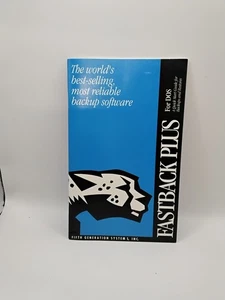 The world's
best-selling,
most reliable
backup software
FASTBACK PLUS
For DOS
FIFTH GENERATION SYSTEMS, INC.